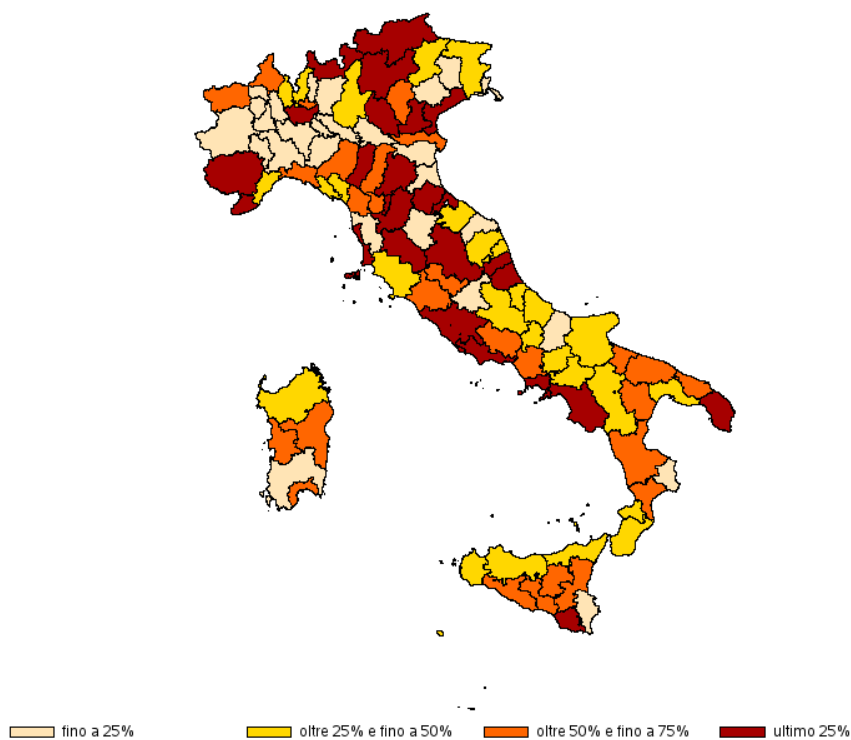 fino a 25%
oltre 25% e fino a 50%
oltre 50% e fino a 75%
ultimo 25%